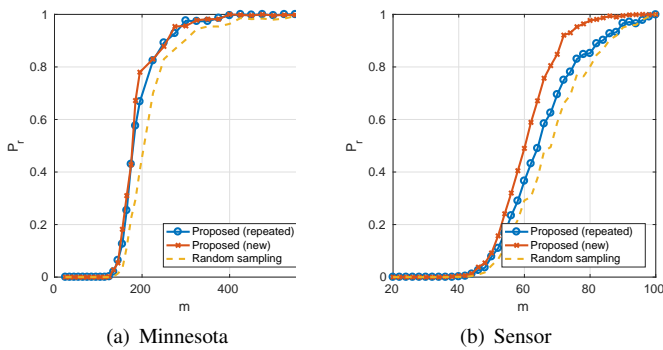 1
0.8
0.6
0.4
0.2
0
P_r
0 200 400
m
Proposed (repeated)
Proposed (new)
Random sampling
(a) Minnesota
1
0.8
0.6
0.4
0.2
0
P_r
20 40 60 80 100
m
Proposed (repeated)
Proposed (new)
Random sampling
(b) Sensor